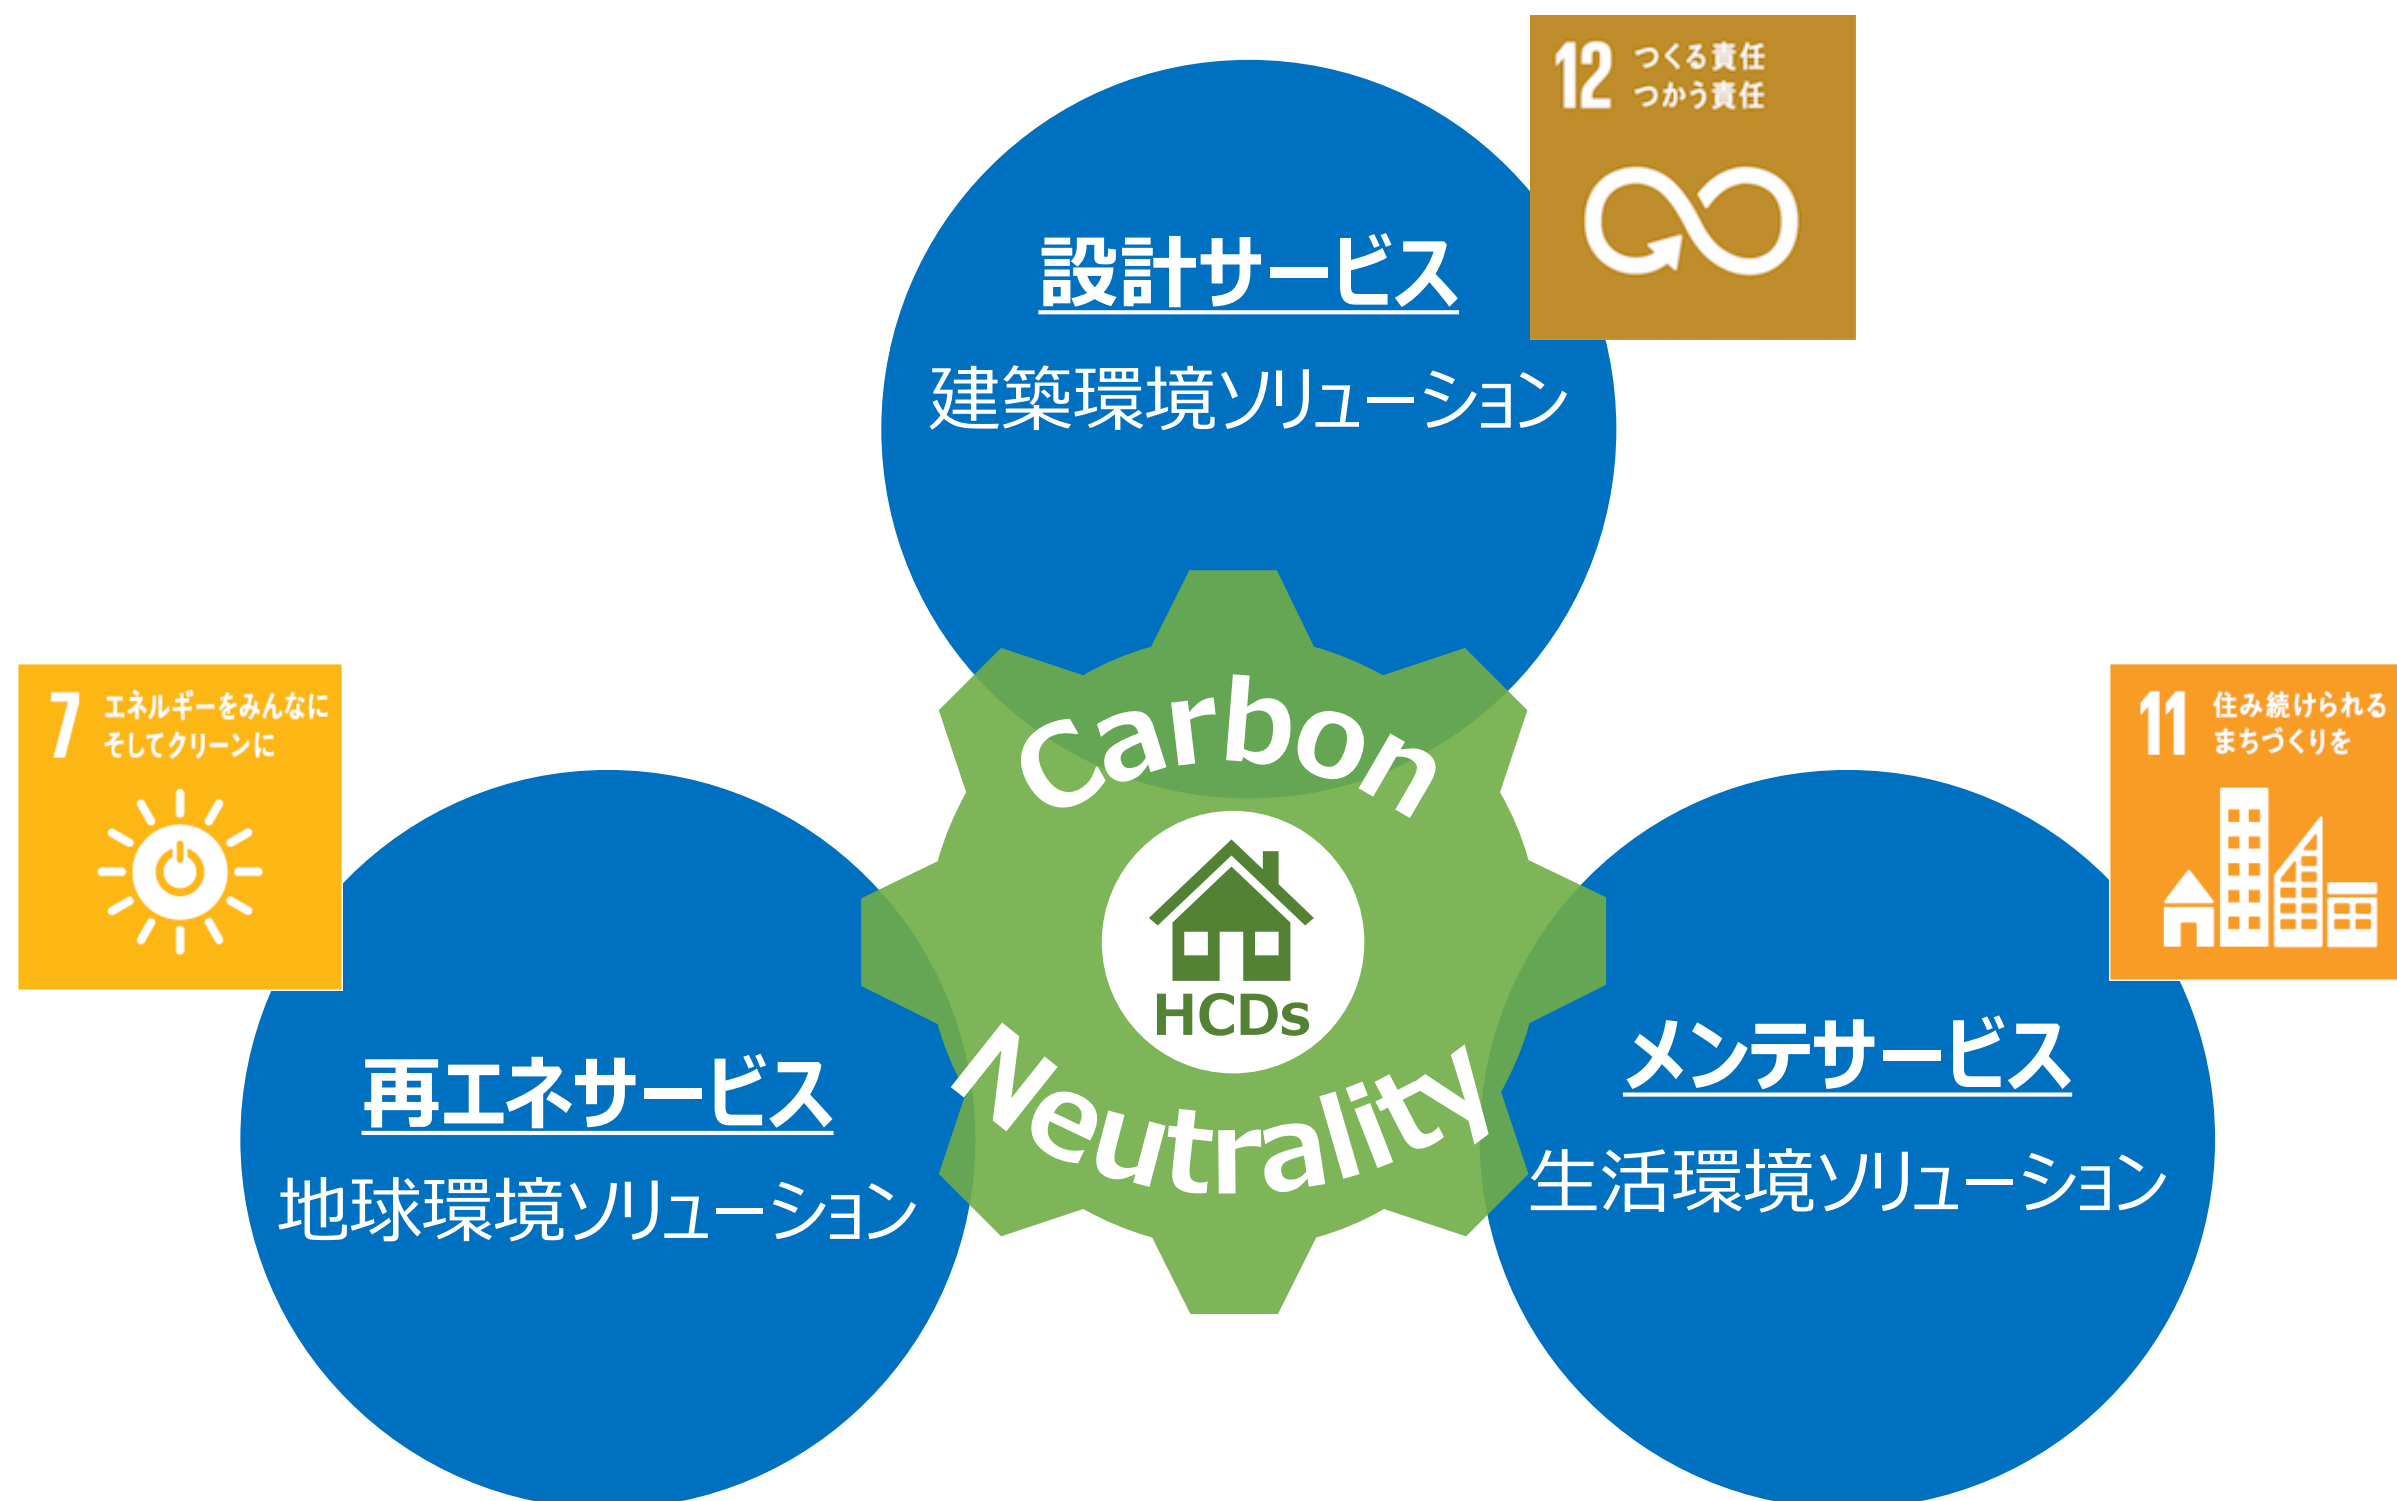 12 つくる責任
つかう責任
設計サービス
建築環境ソリューション
7 エネルギーをみんなに
そしてクリーンに
再エネサービス
地球環境ソリューション
Carbon
HCDs
Neutrality
11 住み続けられる
まちづくりを
メンテサービス
生活環境ソリューション